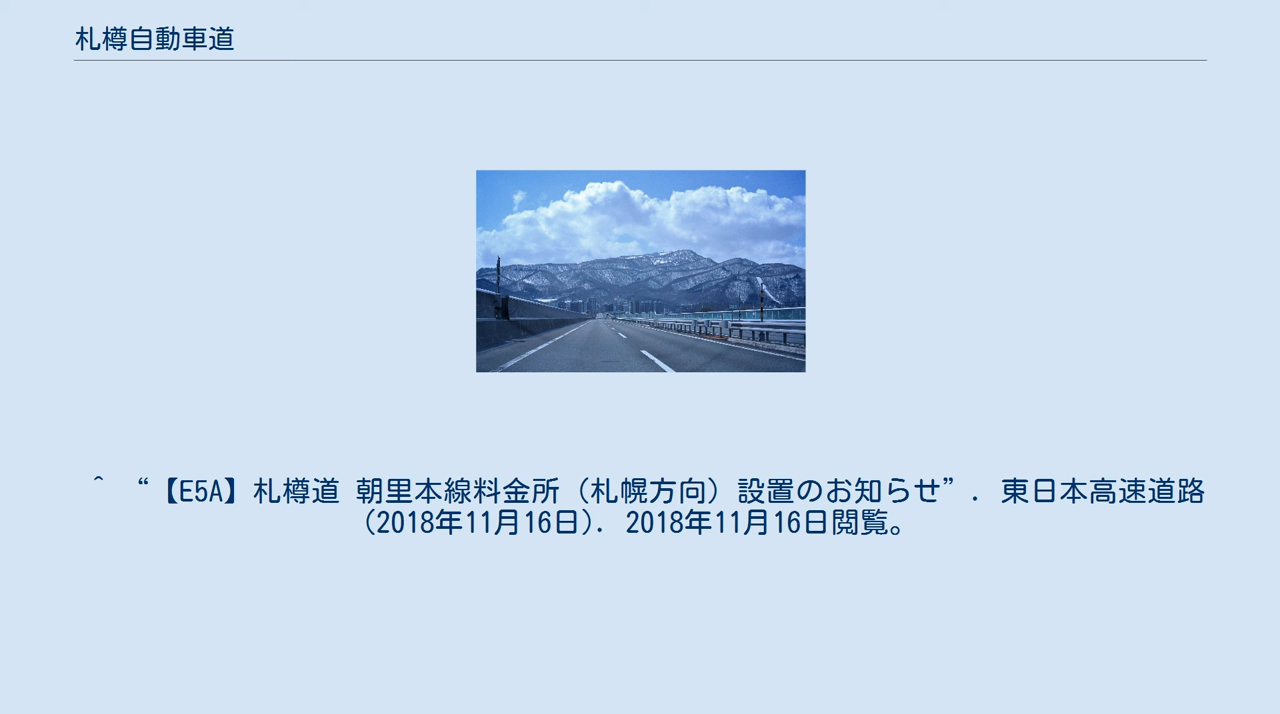 札樽自動車道
^ “【E5A】札樽道 朝里本線料金所（札幌方向）設置のお知らせ”. 東日本高速道路
(2018年11月16日). 2018年11月16日閲覧。